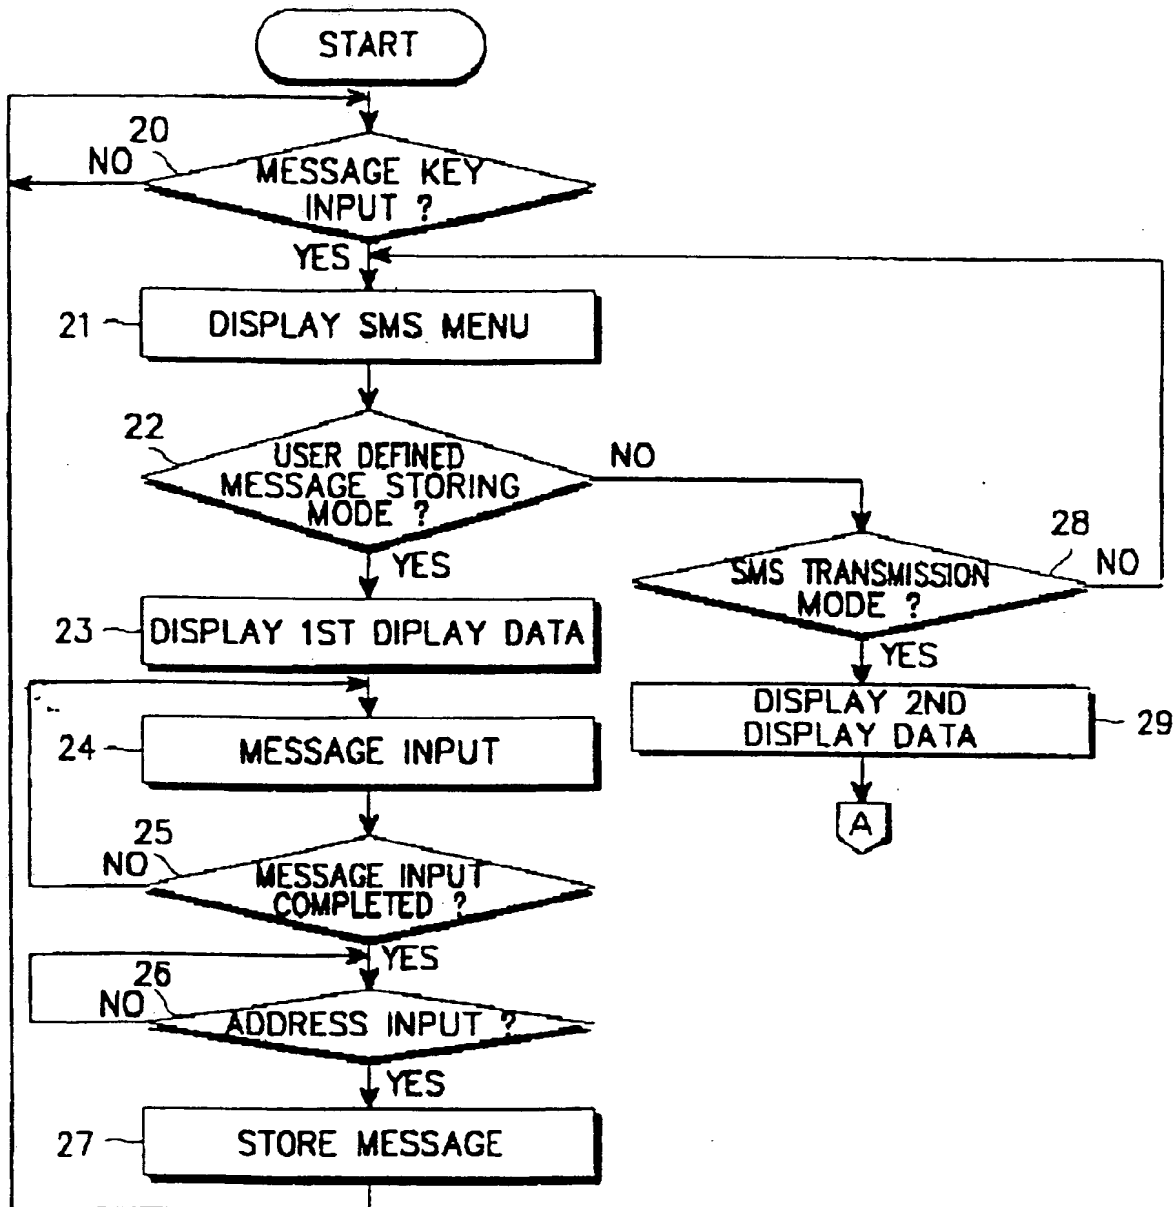 START
20
NO
MESSAGE KEY
INPUT ?
YES
21
DISPLAY SMS MENU
22
USER DEFINED
MESSAGE STORING
MODE ?
NO
YES
28
SMS TRANSMISSION
MODE ?
NO
YES
23
DISPLAY 1ST DIPLAY DATA
24
MESSAGE INPUT
DISPLAY 2ND
DISPLAY DATA
29
A
25
NO
MESSAGE INPUT
COMPLETED ?
YES
26
NO
ADDRESS INPUT ?
YES
27
STORE MESSAGE